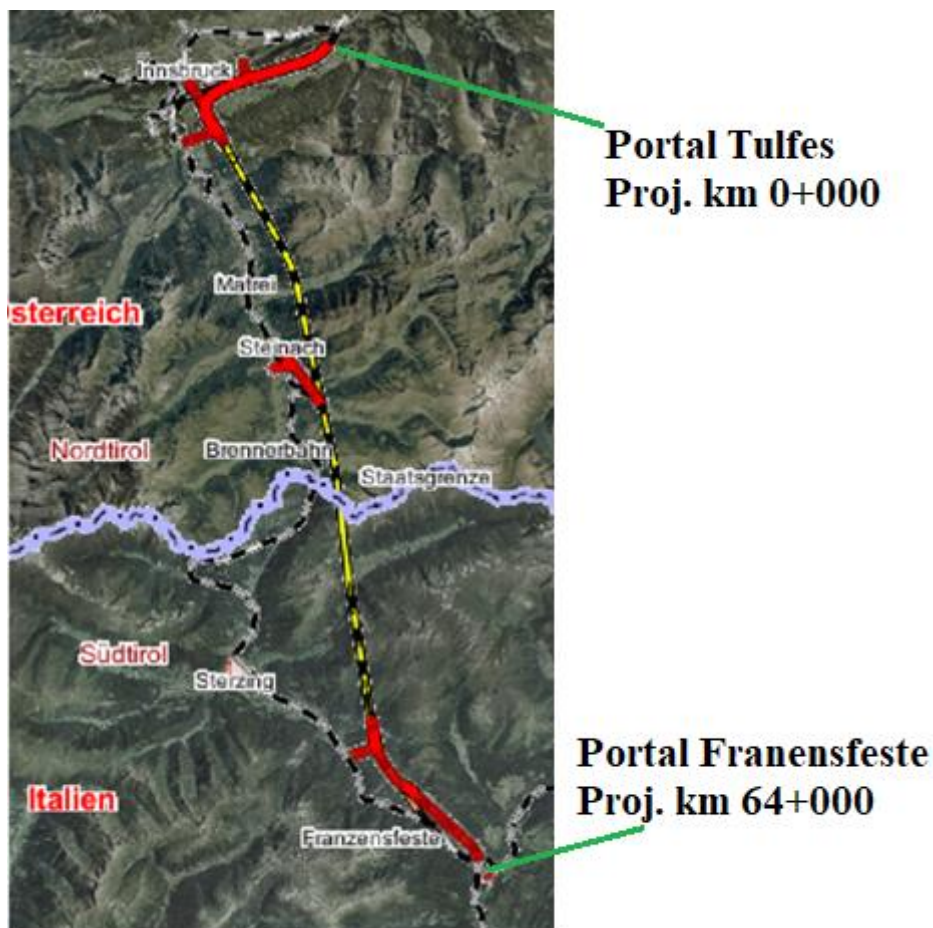 Innsbruck
Portal Tulfes
Proj. km 0+000
Matrei
sterreich
Steinach
Nordtirol
Brennerbahn
Staatsgrenze
Südtirol
Sterzing
Portal Franensfeste
Proj. km 64+000
Italien
Franzensfeste